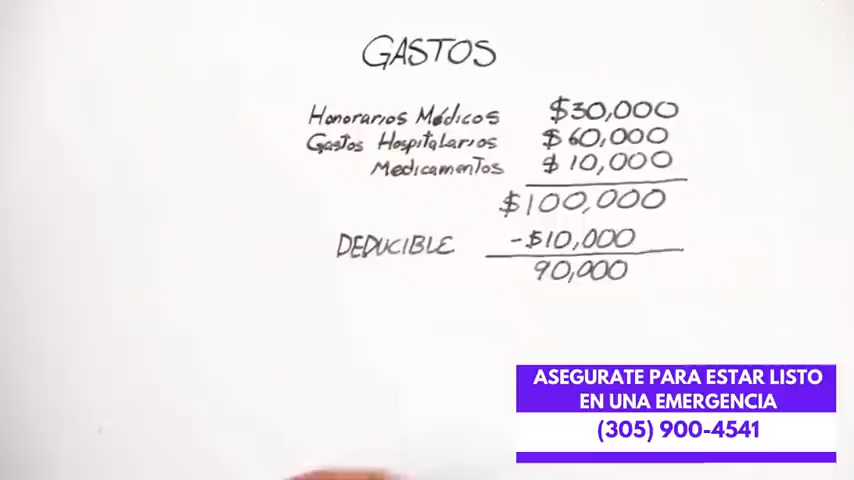 GASTOS
Honorarios Médicos $30,000
Gastos Hospitalarios $60,000
Medicamentos $10,000
$100,000
DEDUCIBLE -$10,000
90,000
ASEGURATE PARA ESTAR LISTO
EN UNA EMERGENCIA
(305) 900-4541